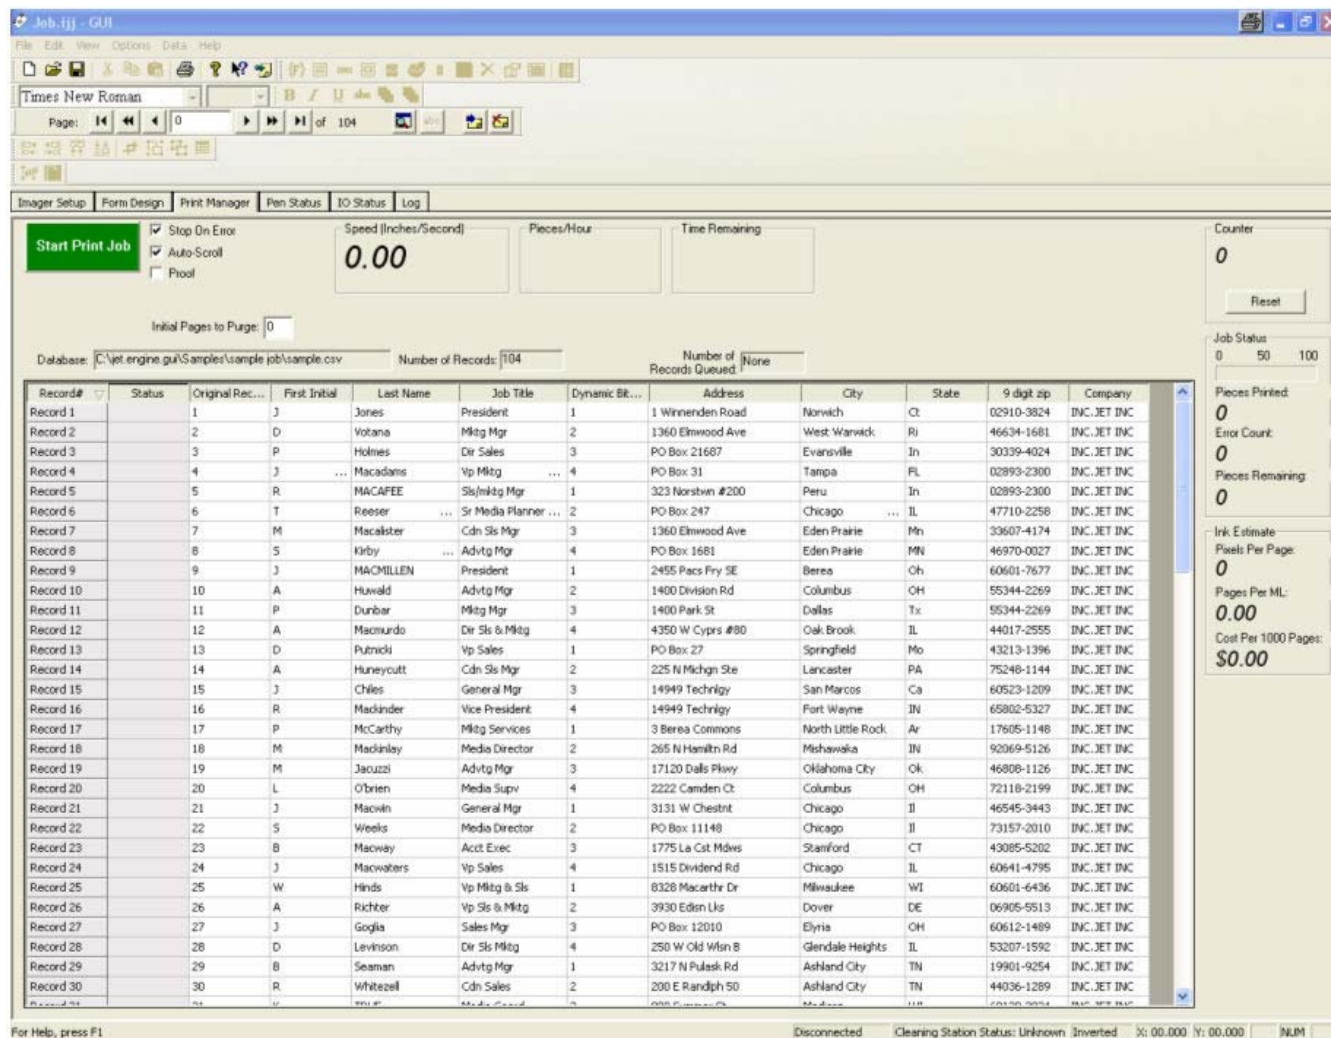 Job.tjj - GUI
File Edit View Options Data Help
Times New Roman B I U abc
Page: 0 of 104 abc
Imager Setup Form Design Print Manager Pen Status IO Status Log
Start Print Job
Stop On Error
Auto-Scroll
Proof
Speed (Inches/Second)
0.00
Pieces/Hour
Time Remaining
Counter
0
Reset
Initial Pages to Purge: 0
Database: C:\jet.engine.gui\Samples\sample job\sample.csv Number of Records: 104 Number of Records Queued: None
Job Status
0 50 100
Pieces Printed:
0
Error Count:
0
Pieces Remaining:
0
Ink Estimate
Pixels Per Page:
0
Pages Per ML:
0.00
Cost Per 1000 Pages:
$0.00
Record# Status Original Rec... First Initial Last Name Job Title Dynamic Bit... Address City State 9 digit zip Company
Record 1 1 J Jones President 1 1 Winnenden Road Norwich Ct 02910-3824 INC.JET INC
Record 2 2 D Votana Mktg Mgr 2 1360 Elmwood Ave West Warwick Ri 46634-1681 INC.JET INC
Record 3 3 P Holmes Dir Sales 3 PO Box 21687 Evansville In 30339-4024 INC.JET INC
Record 4 4 J ... Macadams Vp Mktg ... 4 PO Box 31 Tampa FL 02893-2300 INC.JET INC
Record 5 5 R MACAFEE Sls/mktg Mgr 1 323 Norstwn #200 Peru In 02893-2300 INC.JET INC
Record 6 6 T Reeser ... Sr Media Planner ... 2 PO Box 247 Chicago ... IL 47710-2258 INC.JET INC
Record 7 7 M Macalister Cdn Sls Mgr 3 1360 Elmwood Ave Eden Prairie Mn 33607-4174 INC.JET INC
Record 8 8 S Kirby ... Advtg Mgr 4 PO Box 1681 Eden Prairie MN 46970-0027 INC.JET INC
Record 9 9 J MACMILLEN President 1 2455 Pacs Fry SE Berea Oh 60601-7677 INC.JET INC
Record 10 10 A Huwald Advtg Mgr 2 1400 Division Rd Columbus OH 55344-2269 INC.JET INC
Record 11 11 P Dunbar Mktg Mgr 3 1400 Park St Dallas Tx 55344-2269 INC.JET INC
Record 12 12 A Macmurdo Dir Sls & Mktg 4 4350 W Cyprs #80 Oak Brook IL 44017-2555 INC.JET INC
Record 13 13 D Putnicki Vp Sales 1 PO Box 27 Springfield Mo 43213-1396 INC.JET INC
Record 14 14 A Huneycutt Cdn Sls Mgr 2 225 N Michgn Ste Lancaster PA 75248-1144 INC.JET INC
Record 15 15 J Chiles General Mgr 3 14949 Technlgy San Marcos Ca 60523-1209 INC.JET INC
Record 16 16 R Mackinder Vice President 4 14949 Technlgy Fort Wayne IN 65802-5327 INC.JET INC
Record 17 17 P McCarthy Mktg Services 1 3 Berea Commons North Little Rock Ar 17605-1148 INC.JET INC
Record 18 18 M Mackinlay Media Director 2 265 N Hamiltn Rd Mishawaka IN 92069-5126 INC.JET INC
Record 19 19 M Jacuzzi Advtg Mgr 3 17120 Dalls Pkwy Oklahoma City Ok 46808-1126 INC.JET INC
Record 20 20 L O'brien Media Supv 4 2222 Camden Ct Columbus OH 72118-2199 INC.JET INC
Record 21 21 J Macwin General Mgr 1 3131 W Chestnt Chicago Il 46545-3443 INC.JET INC
Record 22 22 S Weeks Media Director 2 PO Box 11148 Chicago Il 73157-2010 INC.JET INC
Record 23 23 B Macway Acct Exec 3 1775 La Cst Mdws Stamford CT 43085-5202 INC.JET INC
Record 24 24 J Macwaters Vp Sales 4 1515 Dividend Rd Chicago IL 60641-4795 INC.JET INC
Record 25 25 W Hinds Vp Mktg & Sls 1 8328 Macarthr Dr Milwaukee WI 60601-6436 INC.JET INC
Record 26 26 A Richter Vp Sls & Mktg 2 3930 Edisn Lks Dover DE 06905-5513 INC.JET INC
Record 27 27 J Goglia Sales Mgr 3 PO Box 12010 Elyria OH 60612-1489 INC.JET INC
Record 28 28 D Levinson Dir Sls Mktg 4 250 W Old Wlsn B Glendale Heights IL 53207-1592 INC.JET INC
Record 29 29 B Seaman Advtg Mgr 1 3217 N Pulask Rd Ashland City TN 19901-9254 INC.JET INC
Record 30 30 R Whitezell Cdn Sales 2 200 E Randlph 50 Ashland City TN 44036-1289 INC.JET INC
For Help, press F1 Disconnected Cleaning Station Status: Unknown Inverted X: 00.000 Y: 00.000 NUM